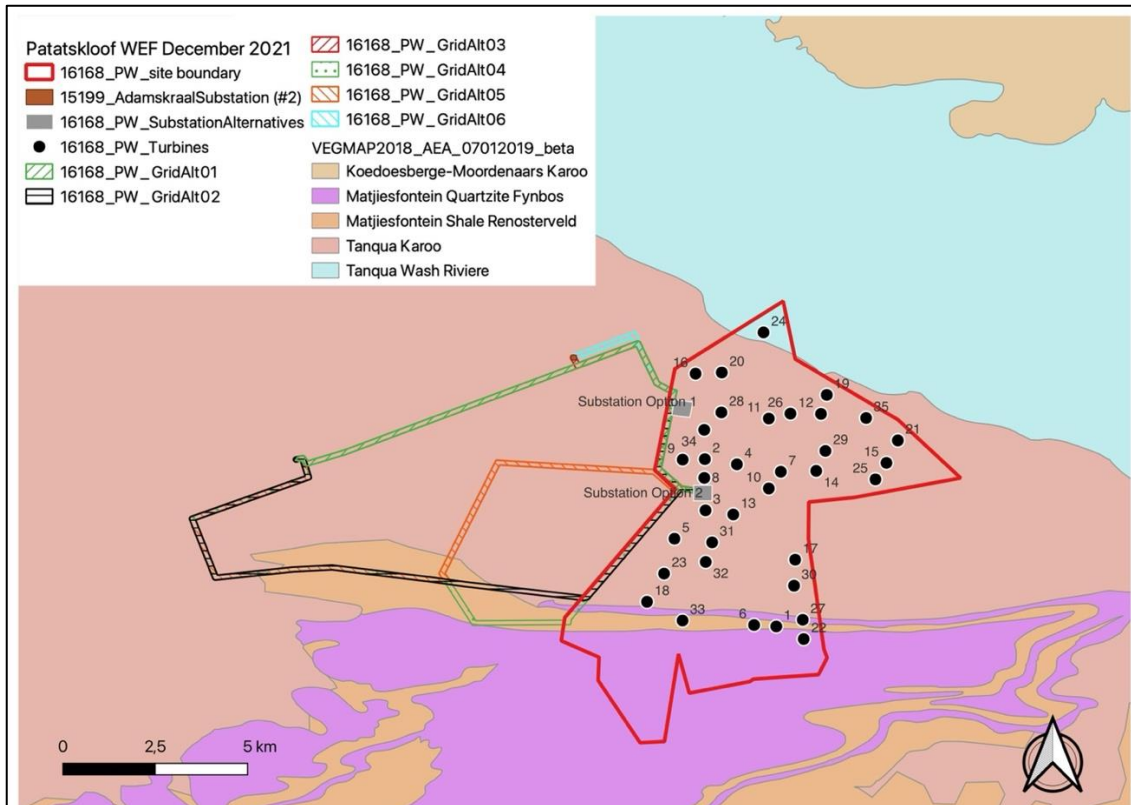 Patatskloof WEF December 2021
16168_PW_site boundary
15199_AdamskraalSubstation (#2)
16168_PW_SubstationAlternatives
16168_PW_Turbines
16168_PW_GridAlt01
16168_PW_GridAlt02
16168_PW_GridAlt03
16168_PW_GridAlt04
16168_PW_GridAlt05
16168_PW_GridAlt06
VEGMAP2018_AEA_07012019_beta
Koedoesberge-Moordenaars Karoo
Matjiesfontein Quartzite Fynbos
Matjiesfontein Shale Renosterveld
Tanqua Karoo
Tanqua Wash Riviere
24
16
20
19
Substation Option 1
28
11
26
12
35
34
21
9
2
4
29
15
7
8
10
14
25
Substation Option 2
3
13
5
31
17
23
32
30
18
33
6
1
27
22
0
2,5
5 km